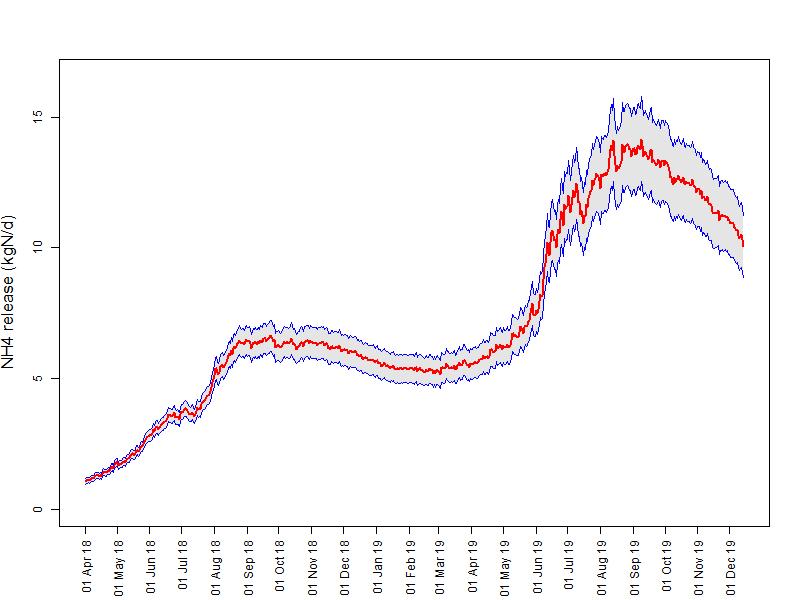 NH4 release (kgN/d)
15
10
5
0
01 Apr 18
01 May 18
01 Jun 18
01 Jul 18
01 Aug 18
01 Sep 18
01 Oct 18
01 Nov 18
01 Dec 18
01 Jan 19
01 Feb 19
01 Mar 19
01 Apr 19
01 May 19
01 Jun 19
01 Jul 19
01 Aug 19
01 Sep 19
01 Oct 19
01 Nov 19
01 Dec 19